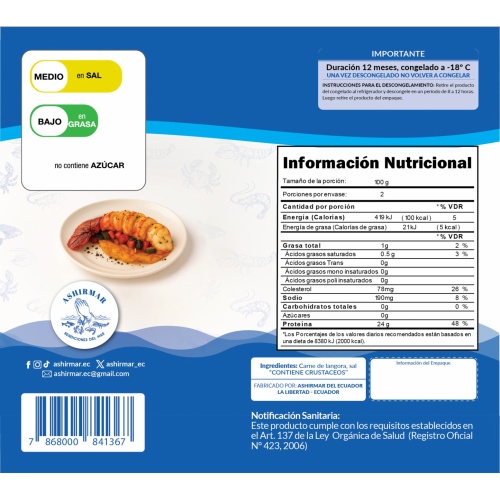 MEDIO en SAL
BAJO en GRASA
no contiene AZÚCAR
IMPORTANTE
Duración 12 meses, congelado a -18° C
UNA VEZ DESCONGELADO NO VOLVER A CONGELAR
INSTRUCCIONES PARA EL DESCONGELAMIENTO: Retire el producto
del congelado al refrigerador y descongele en un periodo de 8 a 12 horas.
Luego retire el producto del empaque.
Información Nutricional
Tamaño de la porción: 100 g
Porciones por envase: 2
Cantidad por porción * % VDR
Energía (Calorías) 419 kJ (100 kcal) 5
Energía de grasa (Calorías de grasa) 21kJ (5 kcal)
* % VDR
Grasa total 1g 2 %
Ácidos grasos saturados 0.5 g 3 %
Ácidos grasos Trans 0g
Ácidos grasos mono insaturados 0g
Ácidos grasos poli insaturados 0g
Colesterol 78mg 26 %
Sodio 190mg 8 %
Carbohidratos totales 0g 0 %
Azúcares 0g
Proteína 24 g 48 %
*Los Porcentajes de los valores diarios recomendados están basados en
una dieta de 8380 kJ (2000 kcal).
ASHIRMAR
BENDICIONES DEL MAR
ashirmar.ec ashirmar_ec
ashirmar.ec@gmail.com
7 868000 841367
Ingredientes: Carne de langora, sal
"CONTIENE CRUSTACEOS"
FABRICADO POR: ASHIRMAR DEL ECUADOR
LA LIBERTAD - ECUADOR
Información del Empaque
Notificación Sanitaria:
Este producto cumple con los requisitos establecidos en
el Art. 137 de la Ley Orgánica de Salud (Registro Oficial
N° 423, 2006)